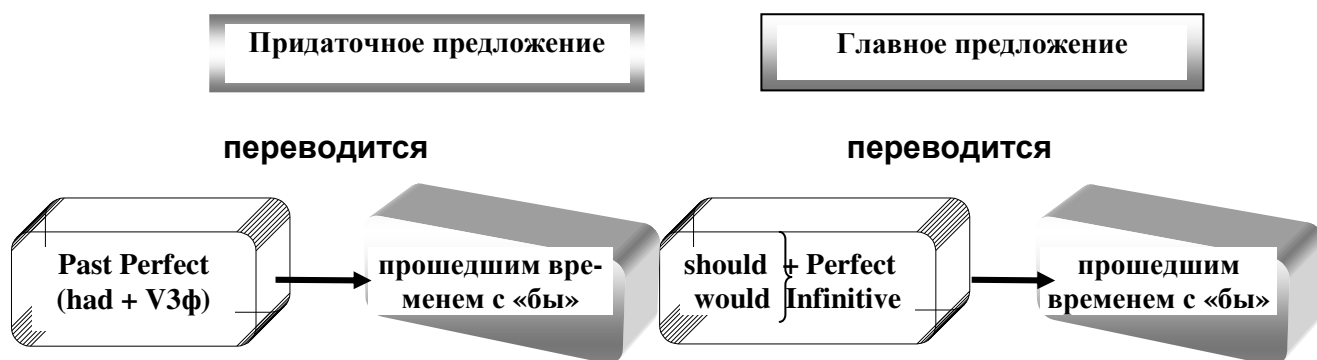 Придаточное предложение
Главное предложение
переводится
переводится
Past Perfect
(had + V3ф)
прошедшим вре-
менем с «бы»
should + Perfect
would Infinitive
прошедшим
временем с «бы»